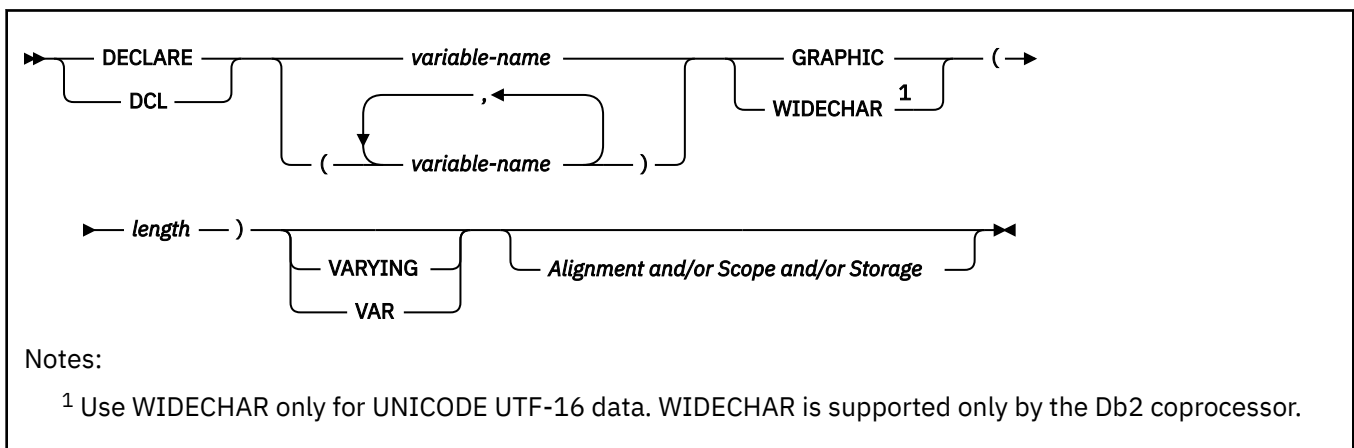 DECLARE variable-name GRAPHIC (
DCL , WIDECHAR 1
( variable-name )
length )
VARYING Alignment and/or Scope and/or Storage
VAR
Notes:
1 Use WIDECHAR only for UNICODE UTF-16 data. WIDECHAR is supported only by the Db2 coprocessor.